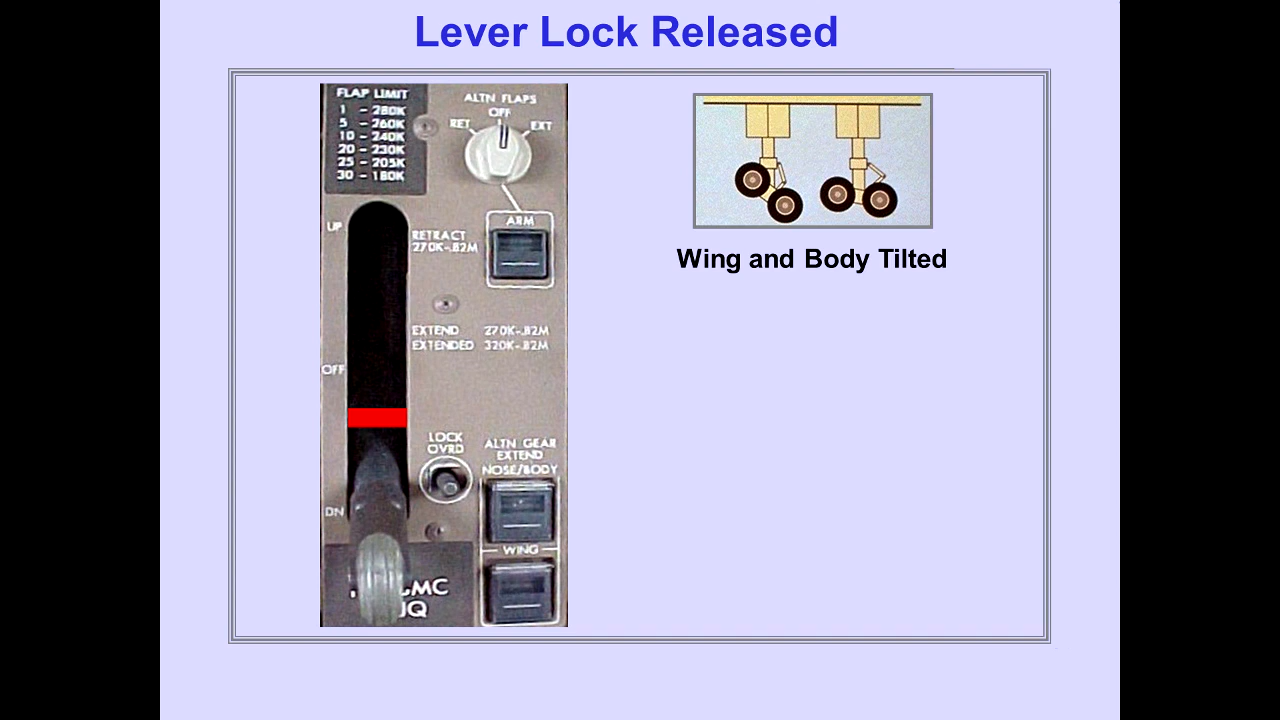 Lever Lock Released
FLAP LIMIT
1 - 280K
5 - 260K
10 - 240K
20 - 230K
25 - 205K
30 - 180K
ALTN FLAPS
OFF
RET
EXT
ARM
UP
RETRACT
270K-.82M
EXTEND 270K-.82M
EXTENDED 320K-.82M
OFF
LOCK
OVRD
ALTN GEAR
EXTEND
NOSE/BODY
DN
WING
Wing and Body Tilted